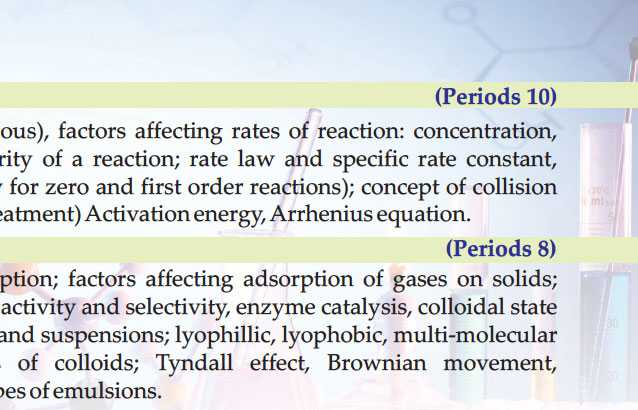 (Periods 10)
ous), factors affecting rates of reaction: concentration,
rity of a reaction; rate law and specific rate constant,
for zero and first order reactions); concept of collision
eatment) Activation energy, Arrhenius equation.
(Periods 8)
ption; factors affecting adsorption of gases on solids;
activity and selectivity, enzyme catalysis, colloidal state
and suspensions; lyophillic, lyophobic, multi-molecular
of colloids; Tyndall effect, Brownian movement,
pes of emulsions.